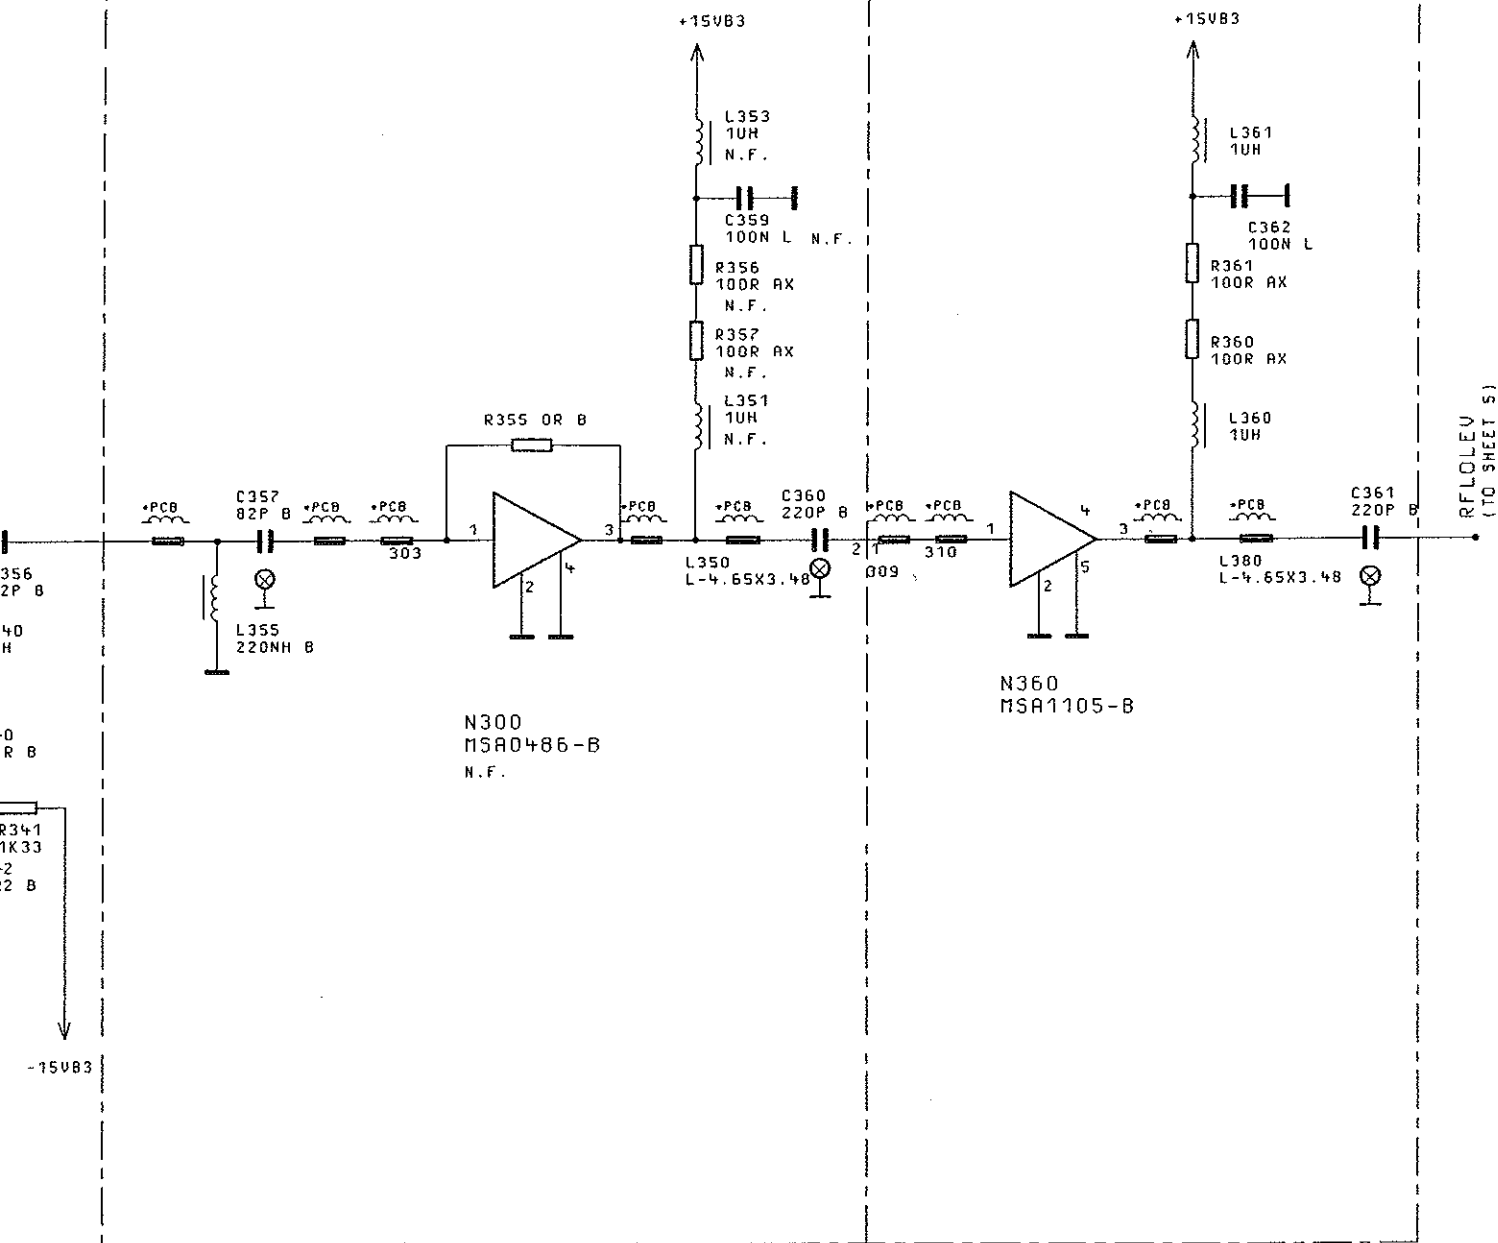 +15VB3
+15VB3
L353
1UH
N.F.
L361
1UH
C359
100N L N.F.
C362
100N L
R356
100R AX
N.F.
R361
100R AX
R357
100R AX
N.F.
R360
100R AX
L351
1UH
N.F.
L360
1UH
R355 0R B
RFLOLEV
(TO SHEET 5)
*PCB
C357
82P B
*PCB
*PCB
303
1
3
2
4
*PCB
*PCB
C360
220P B
L350
L-4.65X3.48
2
1
309
*PCB
*PCB
310
1
4
3
2
5
*PCB
*PCB
L380
L-4.65X3.48
C361
220P B
356
2P B
40
H
L355
220NH B
N300
MSA0486-B
N.F.
N360
MSA1105-B
-0
R B
R341
1K33
-2
22 B
-15VB3